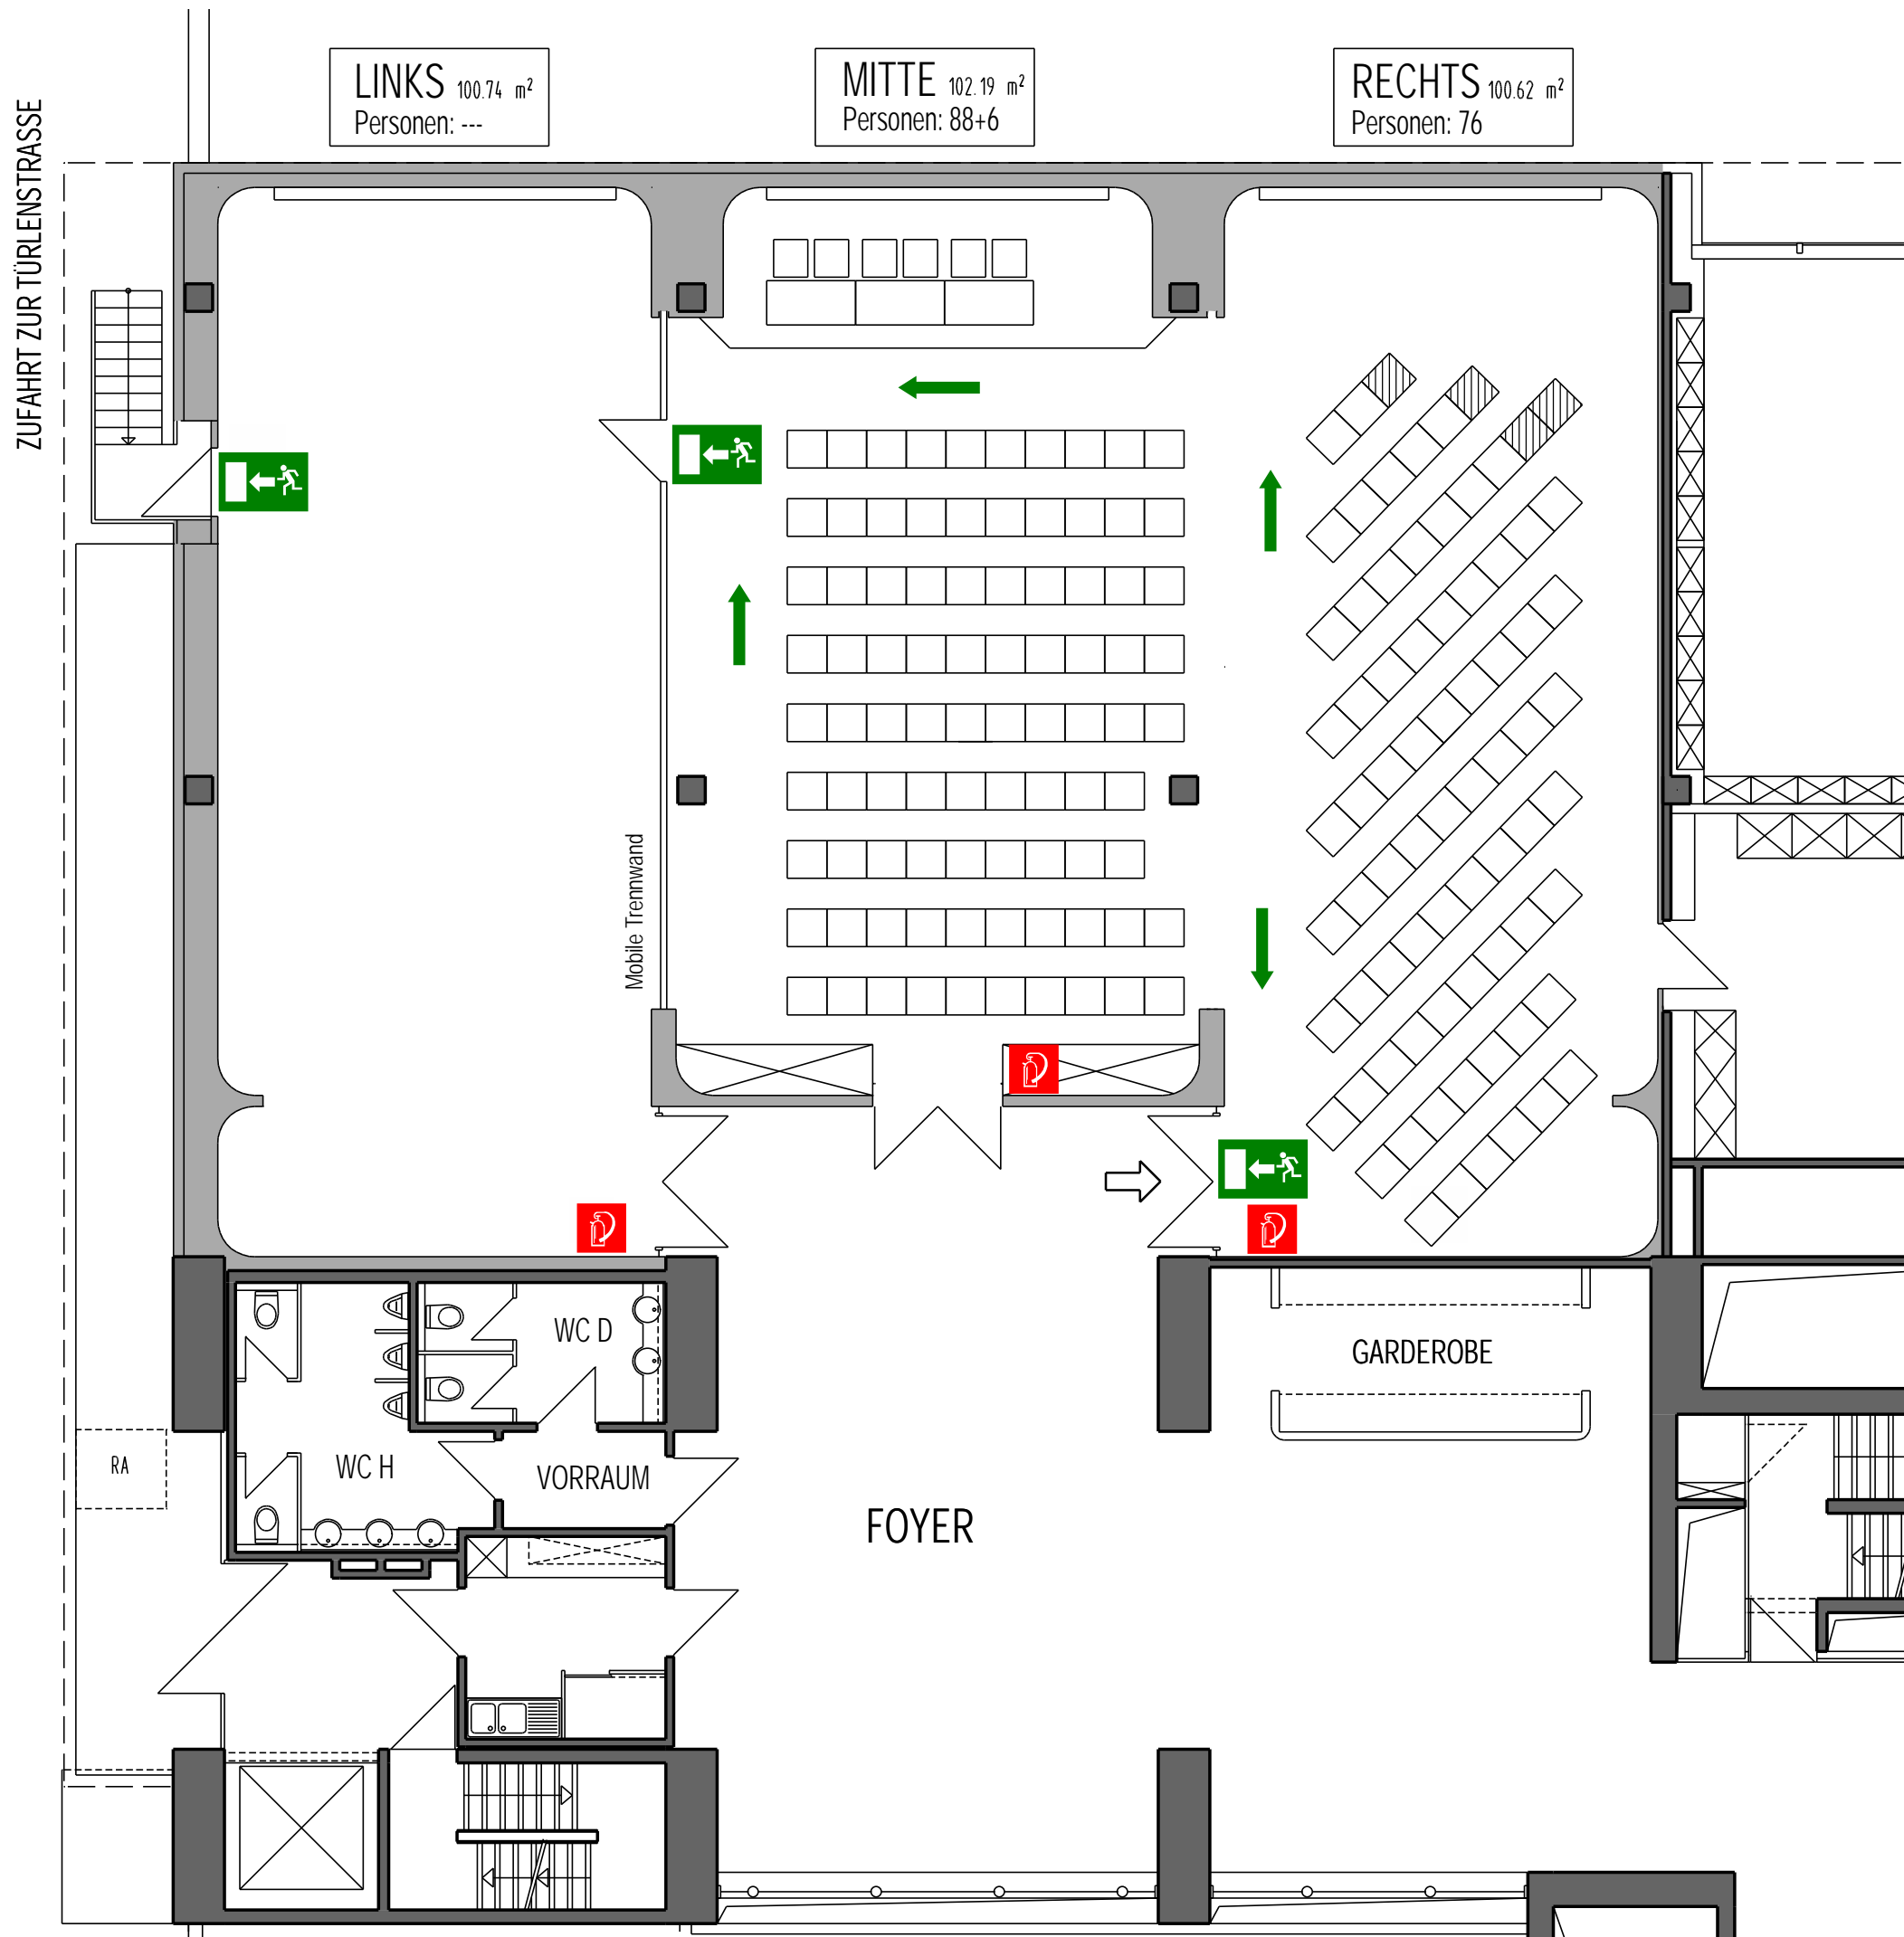 ZUFAHRT ZUR TÜRLENSTRASSE
LINKS 100.74 m²
Personen: ---
MITTE 102.19 m²
Personen: 88+6
RECHTS 100.62 m²
Personen: 76
Mobile Trennwand
WC D
GARDEROBE
RA
WC H
VORRAUM
FOYER